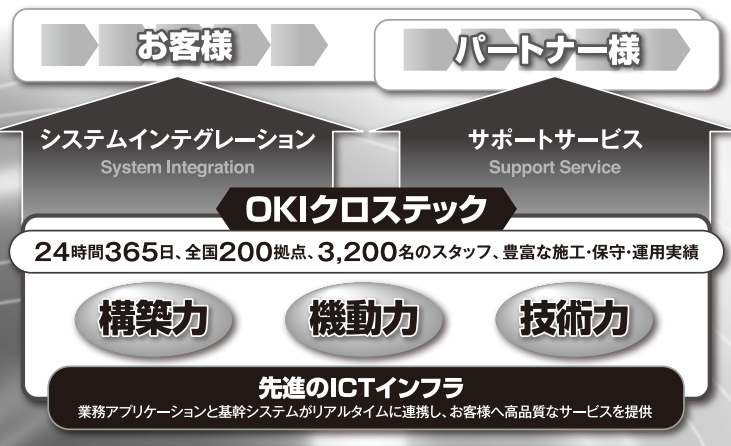 お客様
パートナー様
システムインテグレーション
System Integration
サポートサービス
Support Service
OKIクロステック
24時間365日、全国200拠点、3,200名のスタッフ、豊富な施工・保守・運用実績
構築力
機動力
技術力
先進のICTインフラ
業務アプリケーションと基幹システムがリアルタイムに連携し、お客様へ高品質なサービスを提供